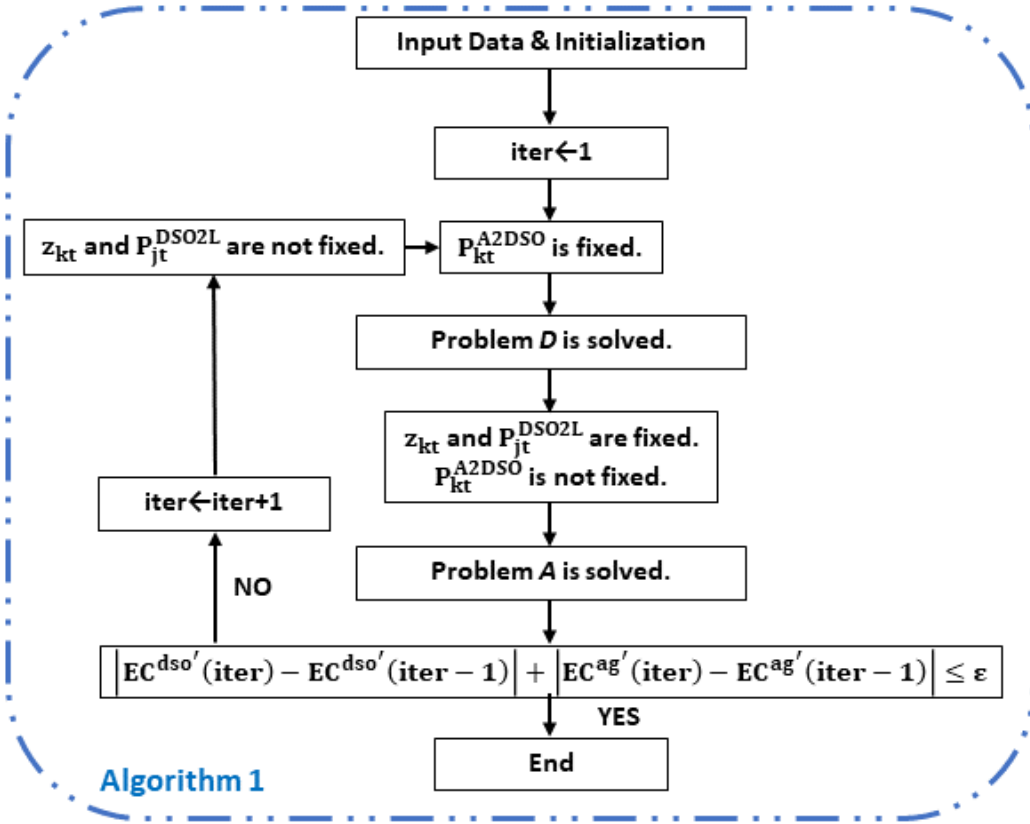 Input Data & Initialization
iter←1
z_kt and P_jt^DSO2L are not fixed.
P_kt^A2DSO is fixed.
Problem D is solved.
z_kt and P_jt^DSO2L are fixed.
P_kt^A2DSO is not fixed.
iter←iter+1
Problem A is solved.
NO
|EC^dso′(iter) − EC^dso′(iter − 1)| + |EC^ag′(iter) − EC^ag′(iter − 1)| ≤ ε
YES
End
Algorithm 1